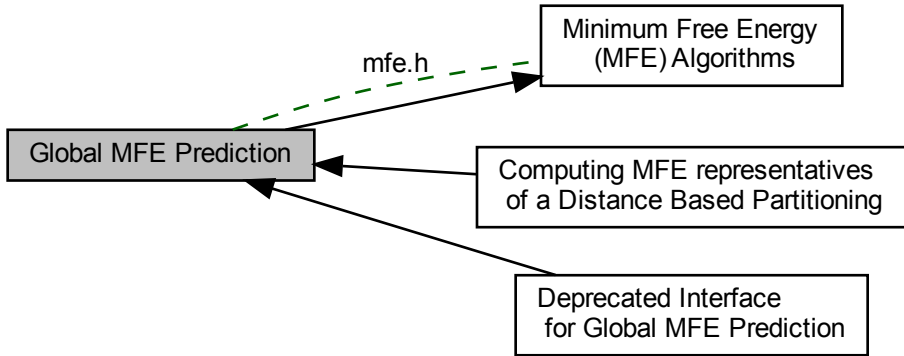 Minimum Free Energy
(MFE) Algorithms
mfe.h
Global MFE Prediction
Computing MFE representatives
of a Distance Based Partitioning
Deprecated Interface
for Global MFE Prediction